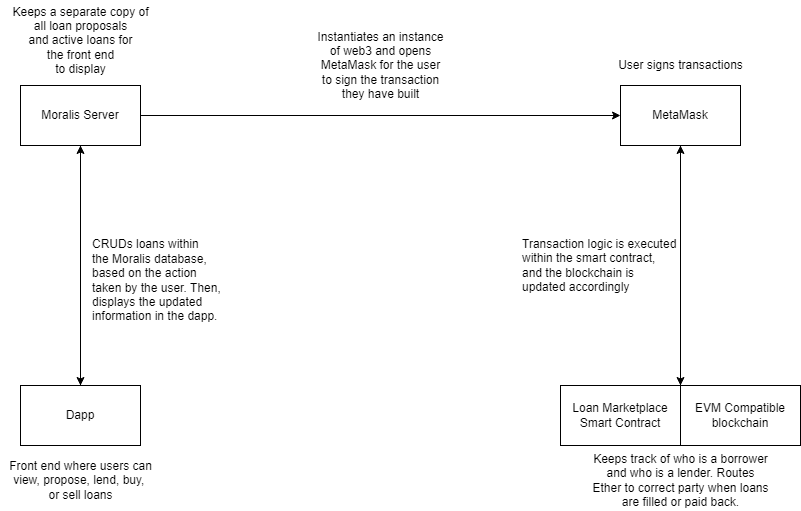 Keeps a separate copy of
all loan proposals
and active loans for
the front end
to display
Instantiates an instance
of web3 and opens
MetaMask for the user
to sign the transaction
they have built
User signs transactions
Moralis Server
MetaMask
CRUDs loans within
the Moralis database,
based on the action
taken by the user. Then,
displays the updated
information in the dapp.
Transaction logic is executed
within the smart contract,
and the blockchain is
updated accordingly
Dapp
Loan Marketplace
Smart Contract
EVM Compatible
blockchain
Front end where users can
view, propose, lend, buy,
or sell loans
Keeps track of who is a borrower
and who is a lender. Routes
Ether to correct party when loans
are filled or paid back.